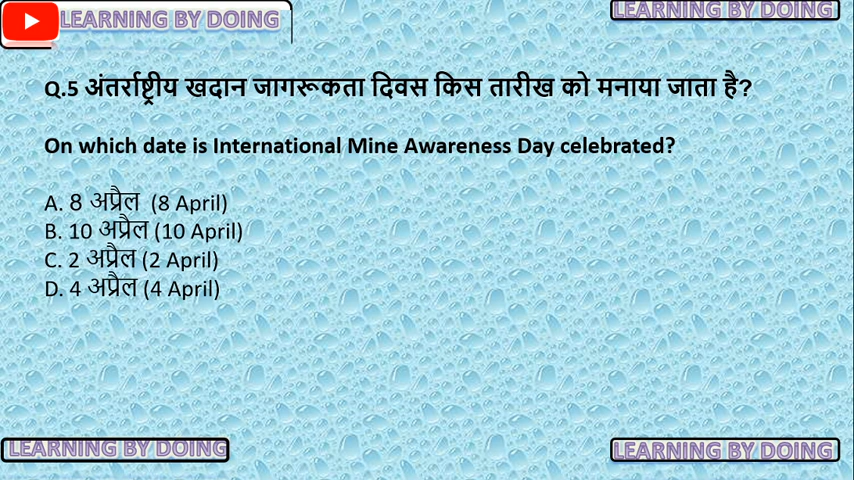 LEARNING BY DOING
LEARNING BY DOING
Q.5 अंतर्राष्ट्रीय खदान जागरूकता दिवस किस तारीख को मनाया जाता है?
On which date is International Mine Awareness Day celebrated?
A. 8 अप्रैल (8 April)
B. 10 अप्रैल (10 April)
C. 2 अप्रैल (2 April)
D. 4 अप्रैल (4 April)
LEARNING BY DOING
LEARNING BY DOING